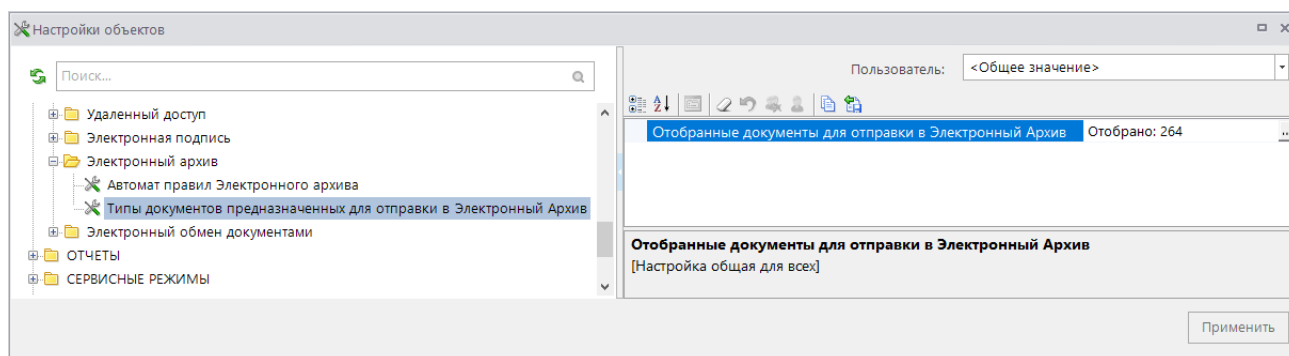 Настройки объектов
Поиск...
Удаленный доступ
Электронная подпись
Электронный архив
Автомат правил Электронного архива
Типы документов предназначенных для отправки в Электронный Архив
Электронный обмен документами
ОТЧЕТЫ
СЕРВИСНЫЕ РЕЖИМЫ
Пользователь: <Общее значение>
Отобранные документы для отправки в Электронный Архив Отобрано: 264 ...
Отобранные документы для отправки в Электронный Архив
[Настройка общая для всех]
Применить